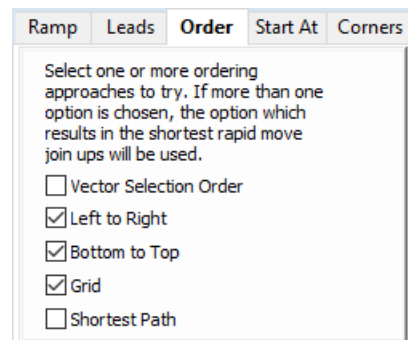 Ramp Leads Order Start At Corners
Select one or more ordering
approaches to try. If more than one
option is chosen, the option which
results in the shortest rapid move
join ups will be used.
Vector Selection Order
Left to Right
Bottom to Top
Grid
Shortest Path